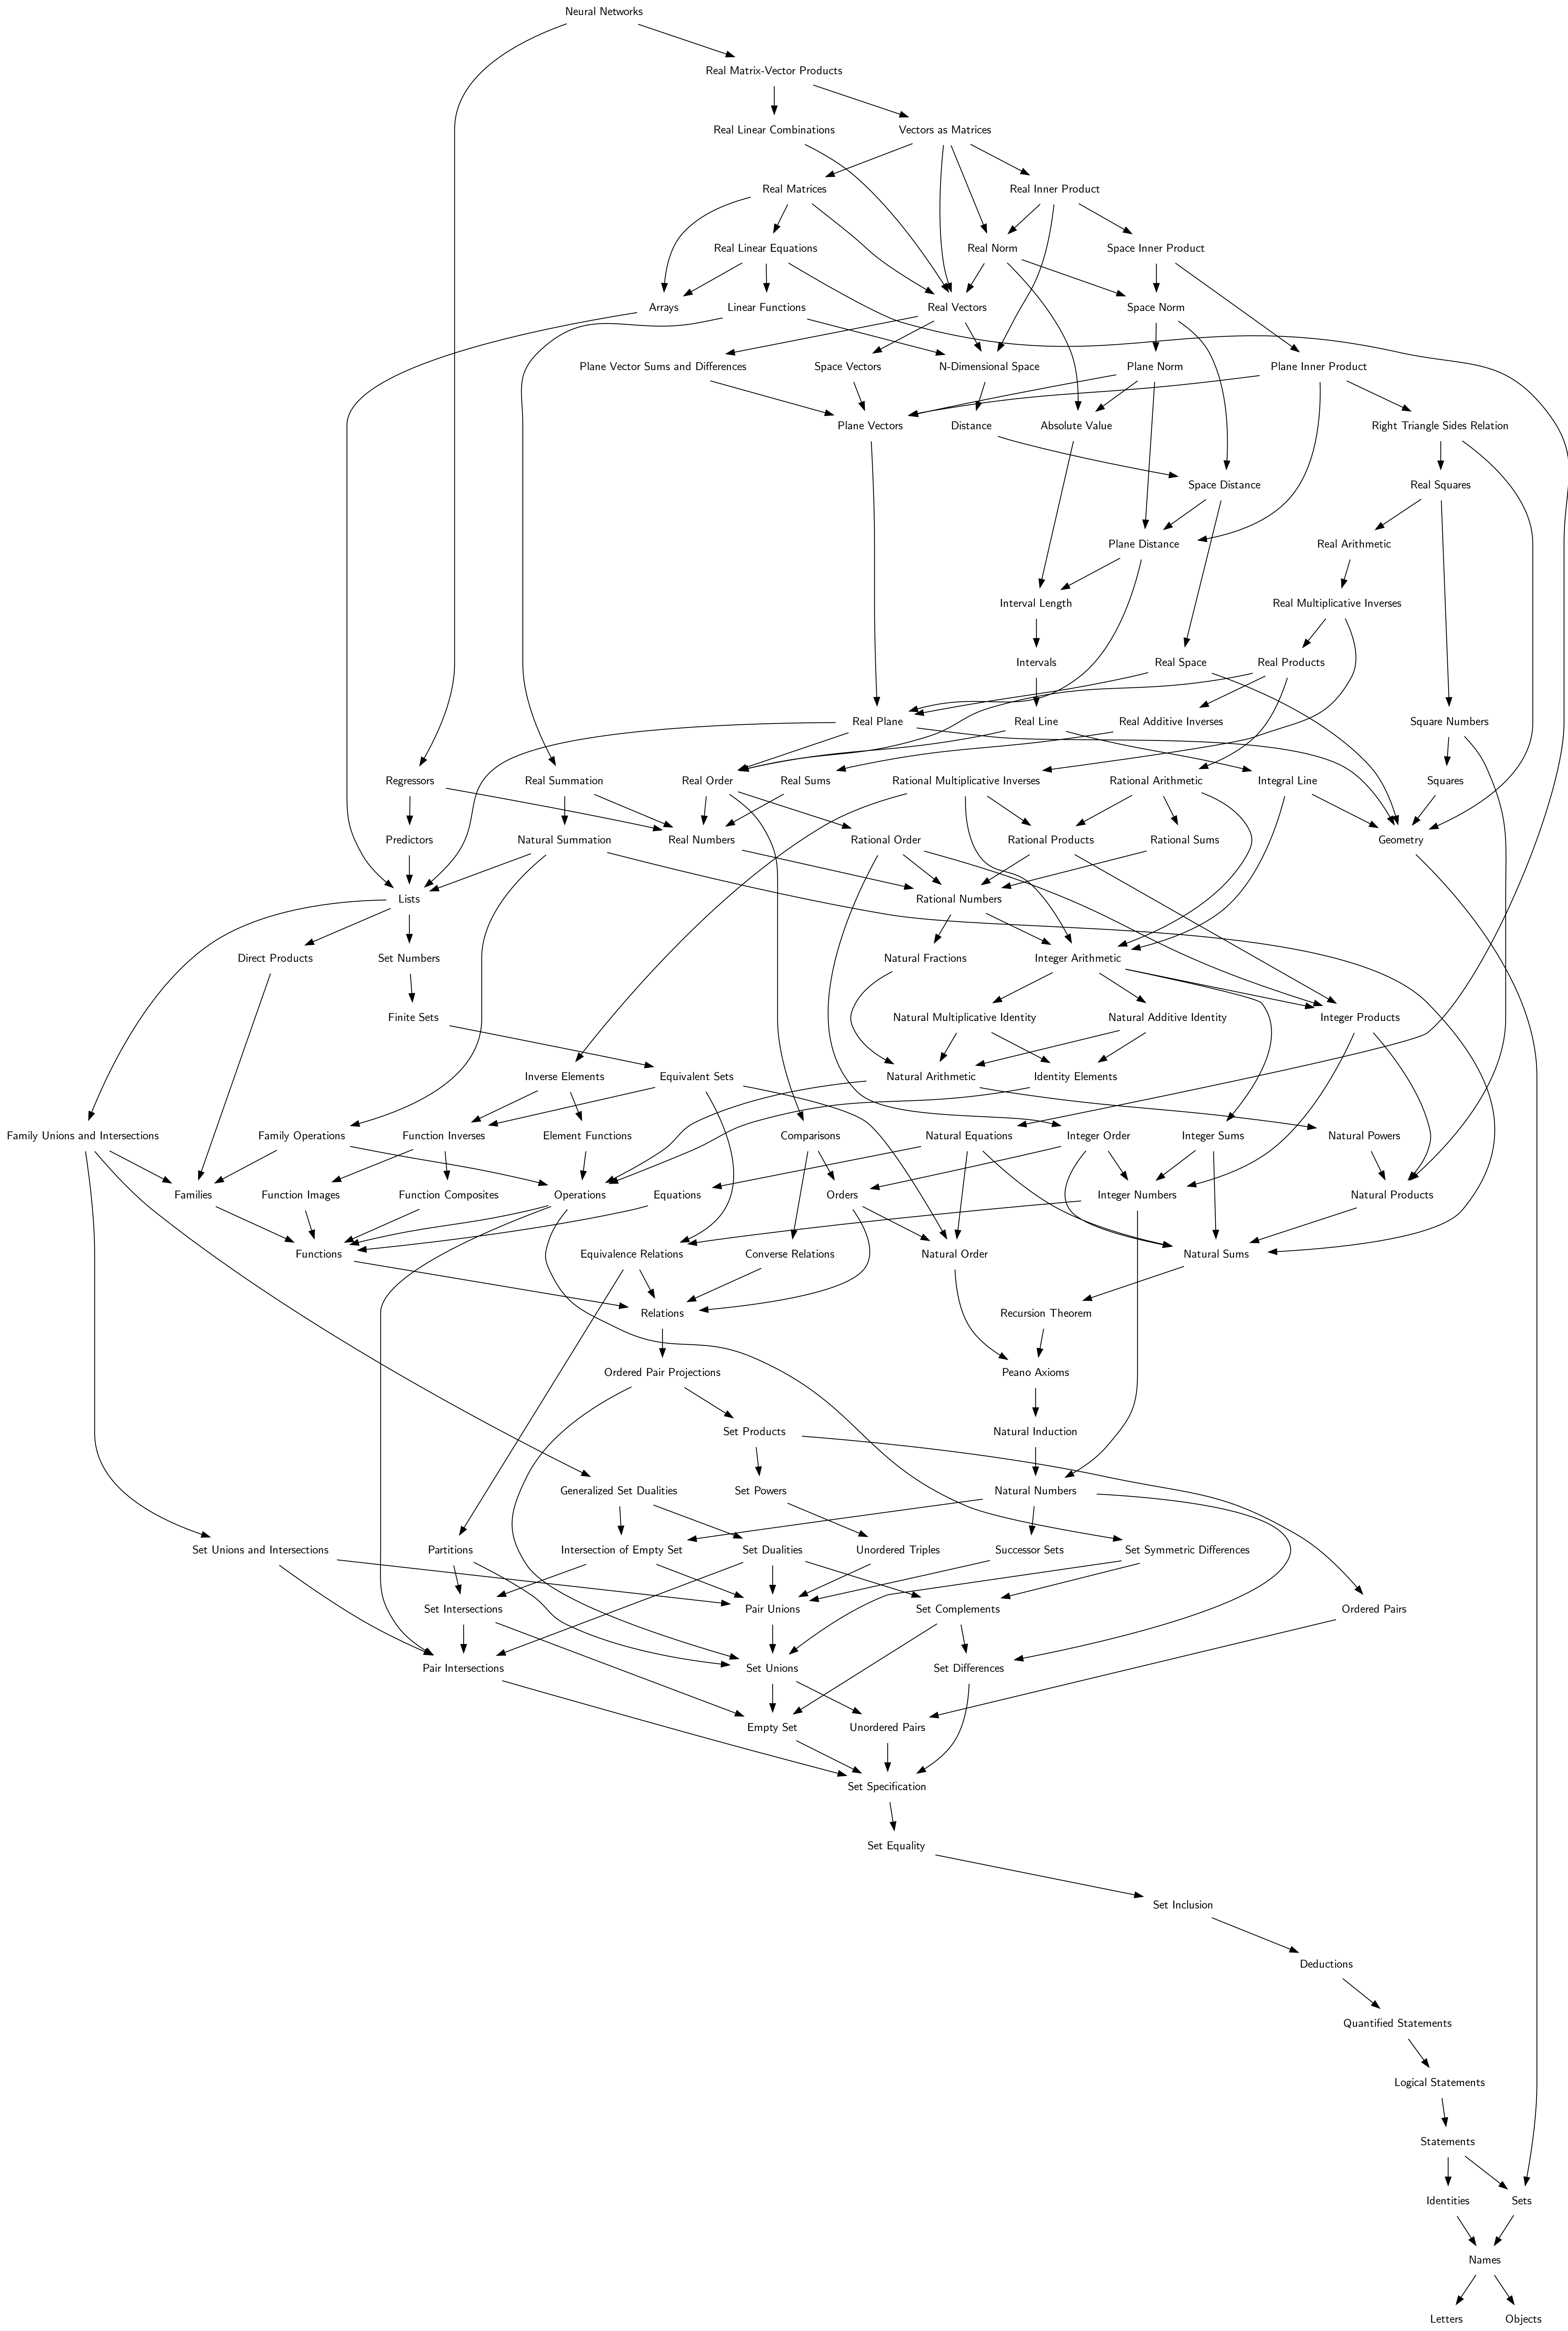 Neural Networks
Real Matrix-Vector Products
Real Linear Combinations
Vectors as Matrices
Real Matrices
Real Inner Product
Real Linear Equations
Real Norm
Space Inner Product
Arrays
Linear Functions
Real Vectors
Space Norm
Plane Vector Sums and Differences
Space Vectors
N-Dimensional Space
Plane Norm
Plane Inner Product
Plane Vectors
Distance
Absolute Value
Right Triangle Sides Relation
Space Distance
Real Squares
Plane Distance
Real Arithmetic
Interval Length
Real Multiplicative Inverses
Intervals
Real Space
Real Products
Real Plane
Real Line
Real Additive Inverses
Square Numbers
Regressors
Real Summation
Real Order
Real Sums
Rational Multiplicative Inverses
Rational Arithmetic
Integral Line
Squares
Predictors
Natural Summation
Real Numbers
Rational Order
Rational Products
Rational Sums
Geometry
Lists
Rational Numbers
Direct Products
Set Numbers
Natural Fractions
Integer Arithmetic
Finite Sets
Natural Multiplicative Identity
Natural Additive Identity
Integer Products
Inverse Elements
Equivalent Sets
Natural Arithmetic
Identity Elements
Family Unions and Intersections
Family Operations
Function Inverses
Element Functions
Comparisons
Natural Equations
Integer Order
Integer Sums
Natural Powers
Families
Function Images
Function Composites
Operations
Equations
Orders
Integer Numbers
Natural Products
Functions
Equivalence Relations
Converse Relations
Natural Order
Natural Sums
Relations
Recursion Theorem
Ordered Pair Projections
Peano Axioms
Set Products
Natural Induction
Generalized Set Dualities
Set Powers
Natural Numbers
Set Unions and Intersections
Partitions
Intersection of Empty Set
Set Dualities
Unordered Triples
Successor Sets
Set Symmetric Differences
Set Intersections
Pair Unions
Set Complements
Ordered Pairs
Pair Intersections
Set Unions
Set Differences
Empty Set
Unordered Pairs
Set Specification
Set Equality
Set Inclusion
Deductions
Quantified Statements
Logical Statements
Statements
Identities
Sets
Names
Letters
Objects